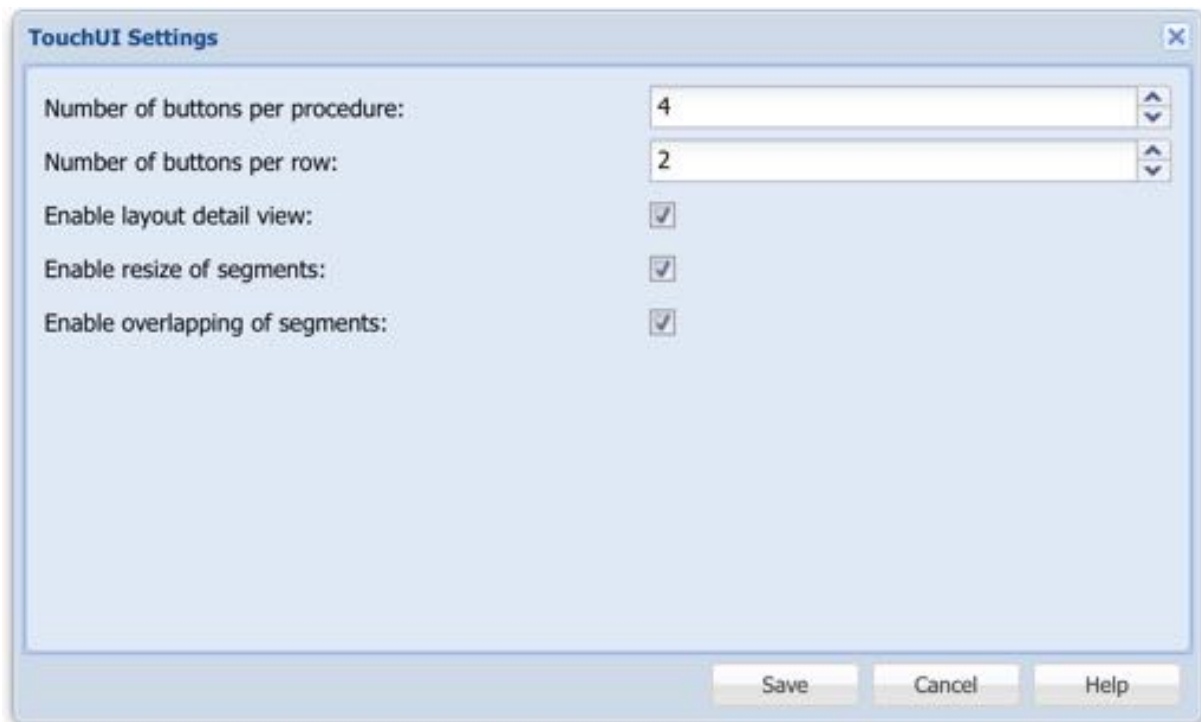 TouchUI Settings
Number of buttons per procedure: 4
Number of buttons per row: 2
Enable layout detail view:
Enable resize of segments:
Enable overlapping of segments:
Save Cancel Help